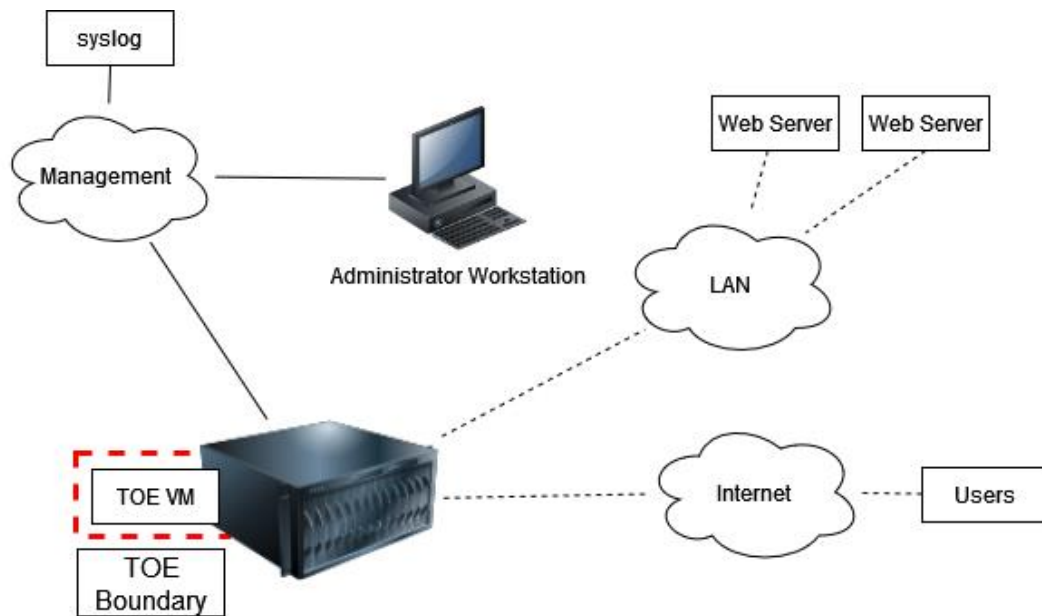 syslog
Management
Administrator Workstation
Web Server
Web Server
LAN
TOE VM
TOE
Boundary
Internet
Users